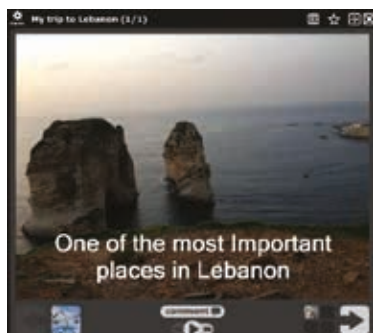 My trip to Lebanon (1/1)
One of the most Important
places in Lebanon
comment